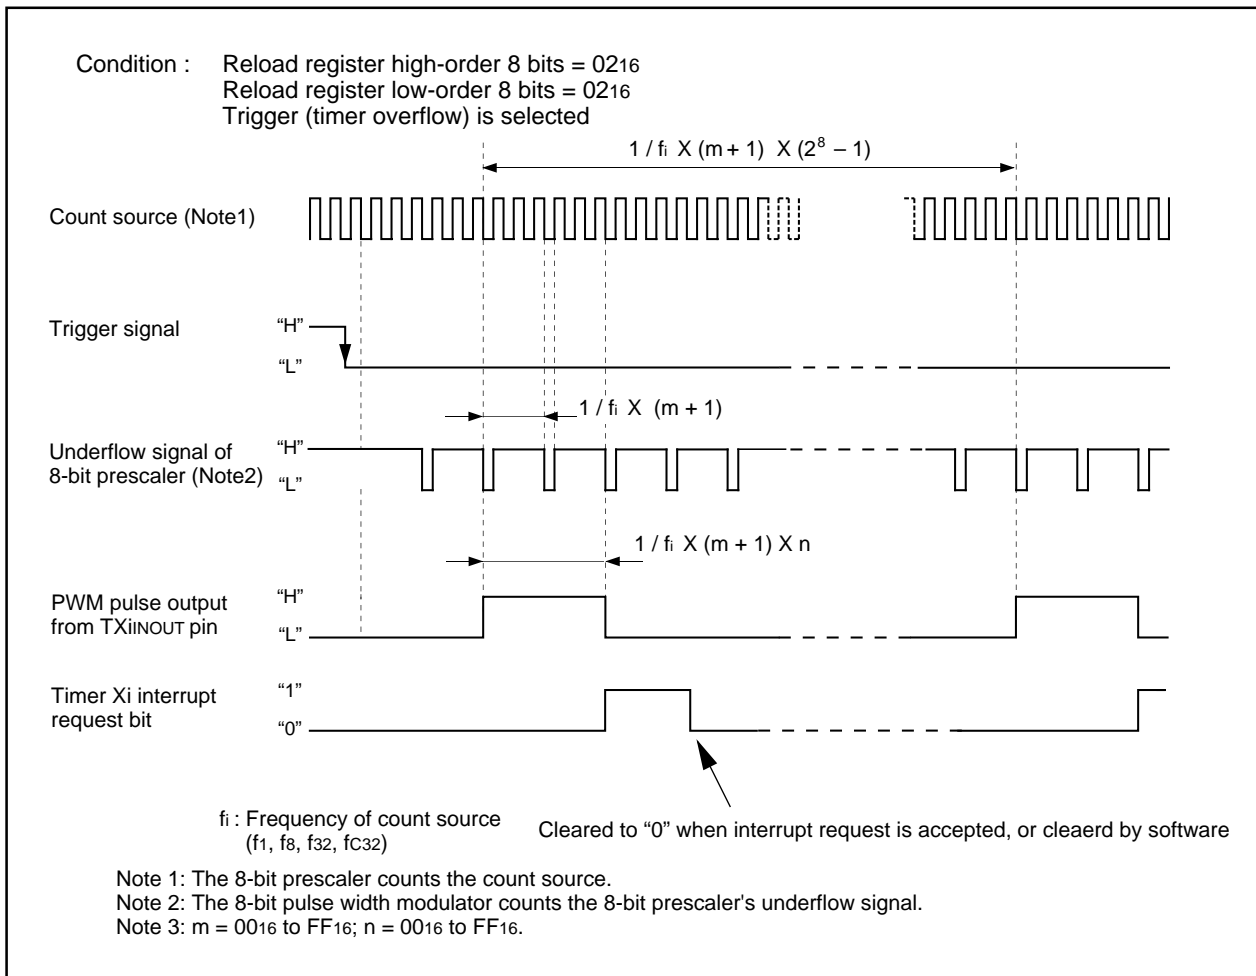 Condition : Reload register high-order 8 bits = 0216
Reload register low-order 8 bits = 0216
Trigger (timer overflow) is selected
1 / fi X (m + 1) X (2^8 – 1)
Count source (Note1)
Trigger signal
“H”
“L”
1 / fi X (m + 1)
Underflow signal of
8-bit prescaler (Note2)
“H”
“L”
1 / fi X (m + 1) X n
PWM pulse output
from TXiINOUT pin
“H”
“L”
Timer Xi interrupt
request bit
“1”
“0”
fi : Frequency of count source
(f1, f8, f32, fC32)
Cleared to “0” when interrupt request is accepted, or cleaerd by software
Note 1: The 8-bit prescaler counts the count source.
Note 2: The 8-bit pulse width modulator counts the 8-bit prescaler's underflow signal.
Note 3: m = 0016 to FF16; n = 0016 to FF16.